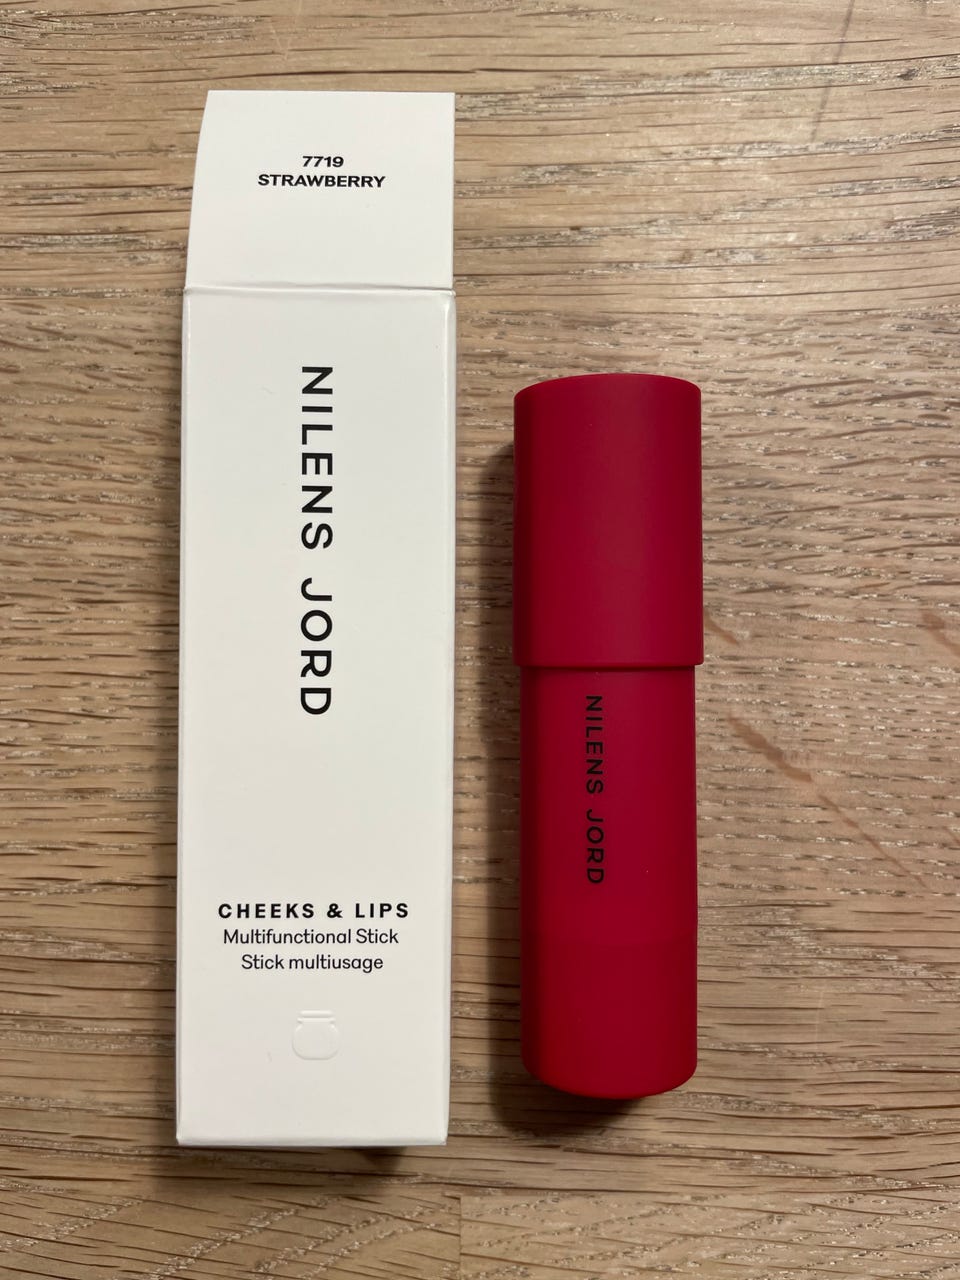 7719
STRAWBERRY
NILENS JORD
CHEEKS & LIPS
Multifunctional Stick
Stick multiusage
NILENS JORD